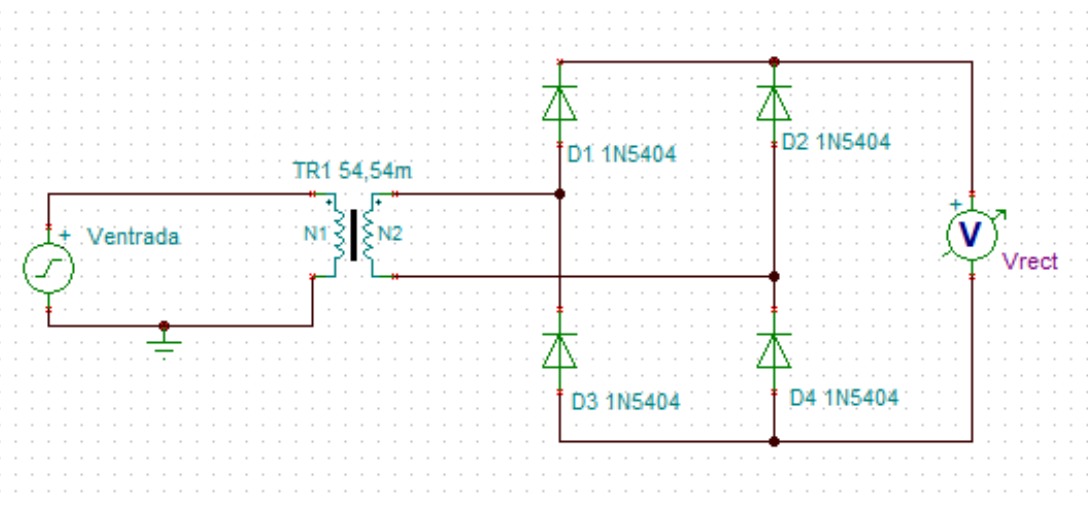 D1 1N5404
D2 1N5404
TR1 54,54m
+ Ventrada
N1
N2
+
V
Vrect
D3 1N5404
D4 1N5404